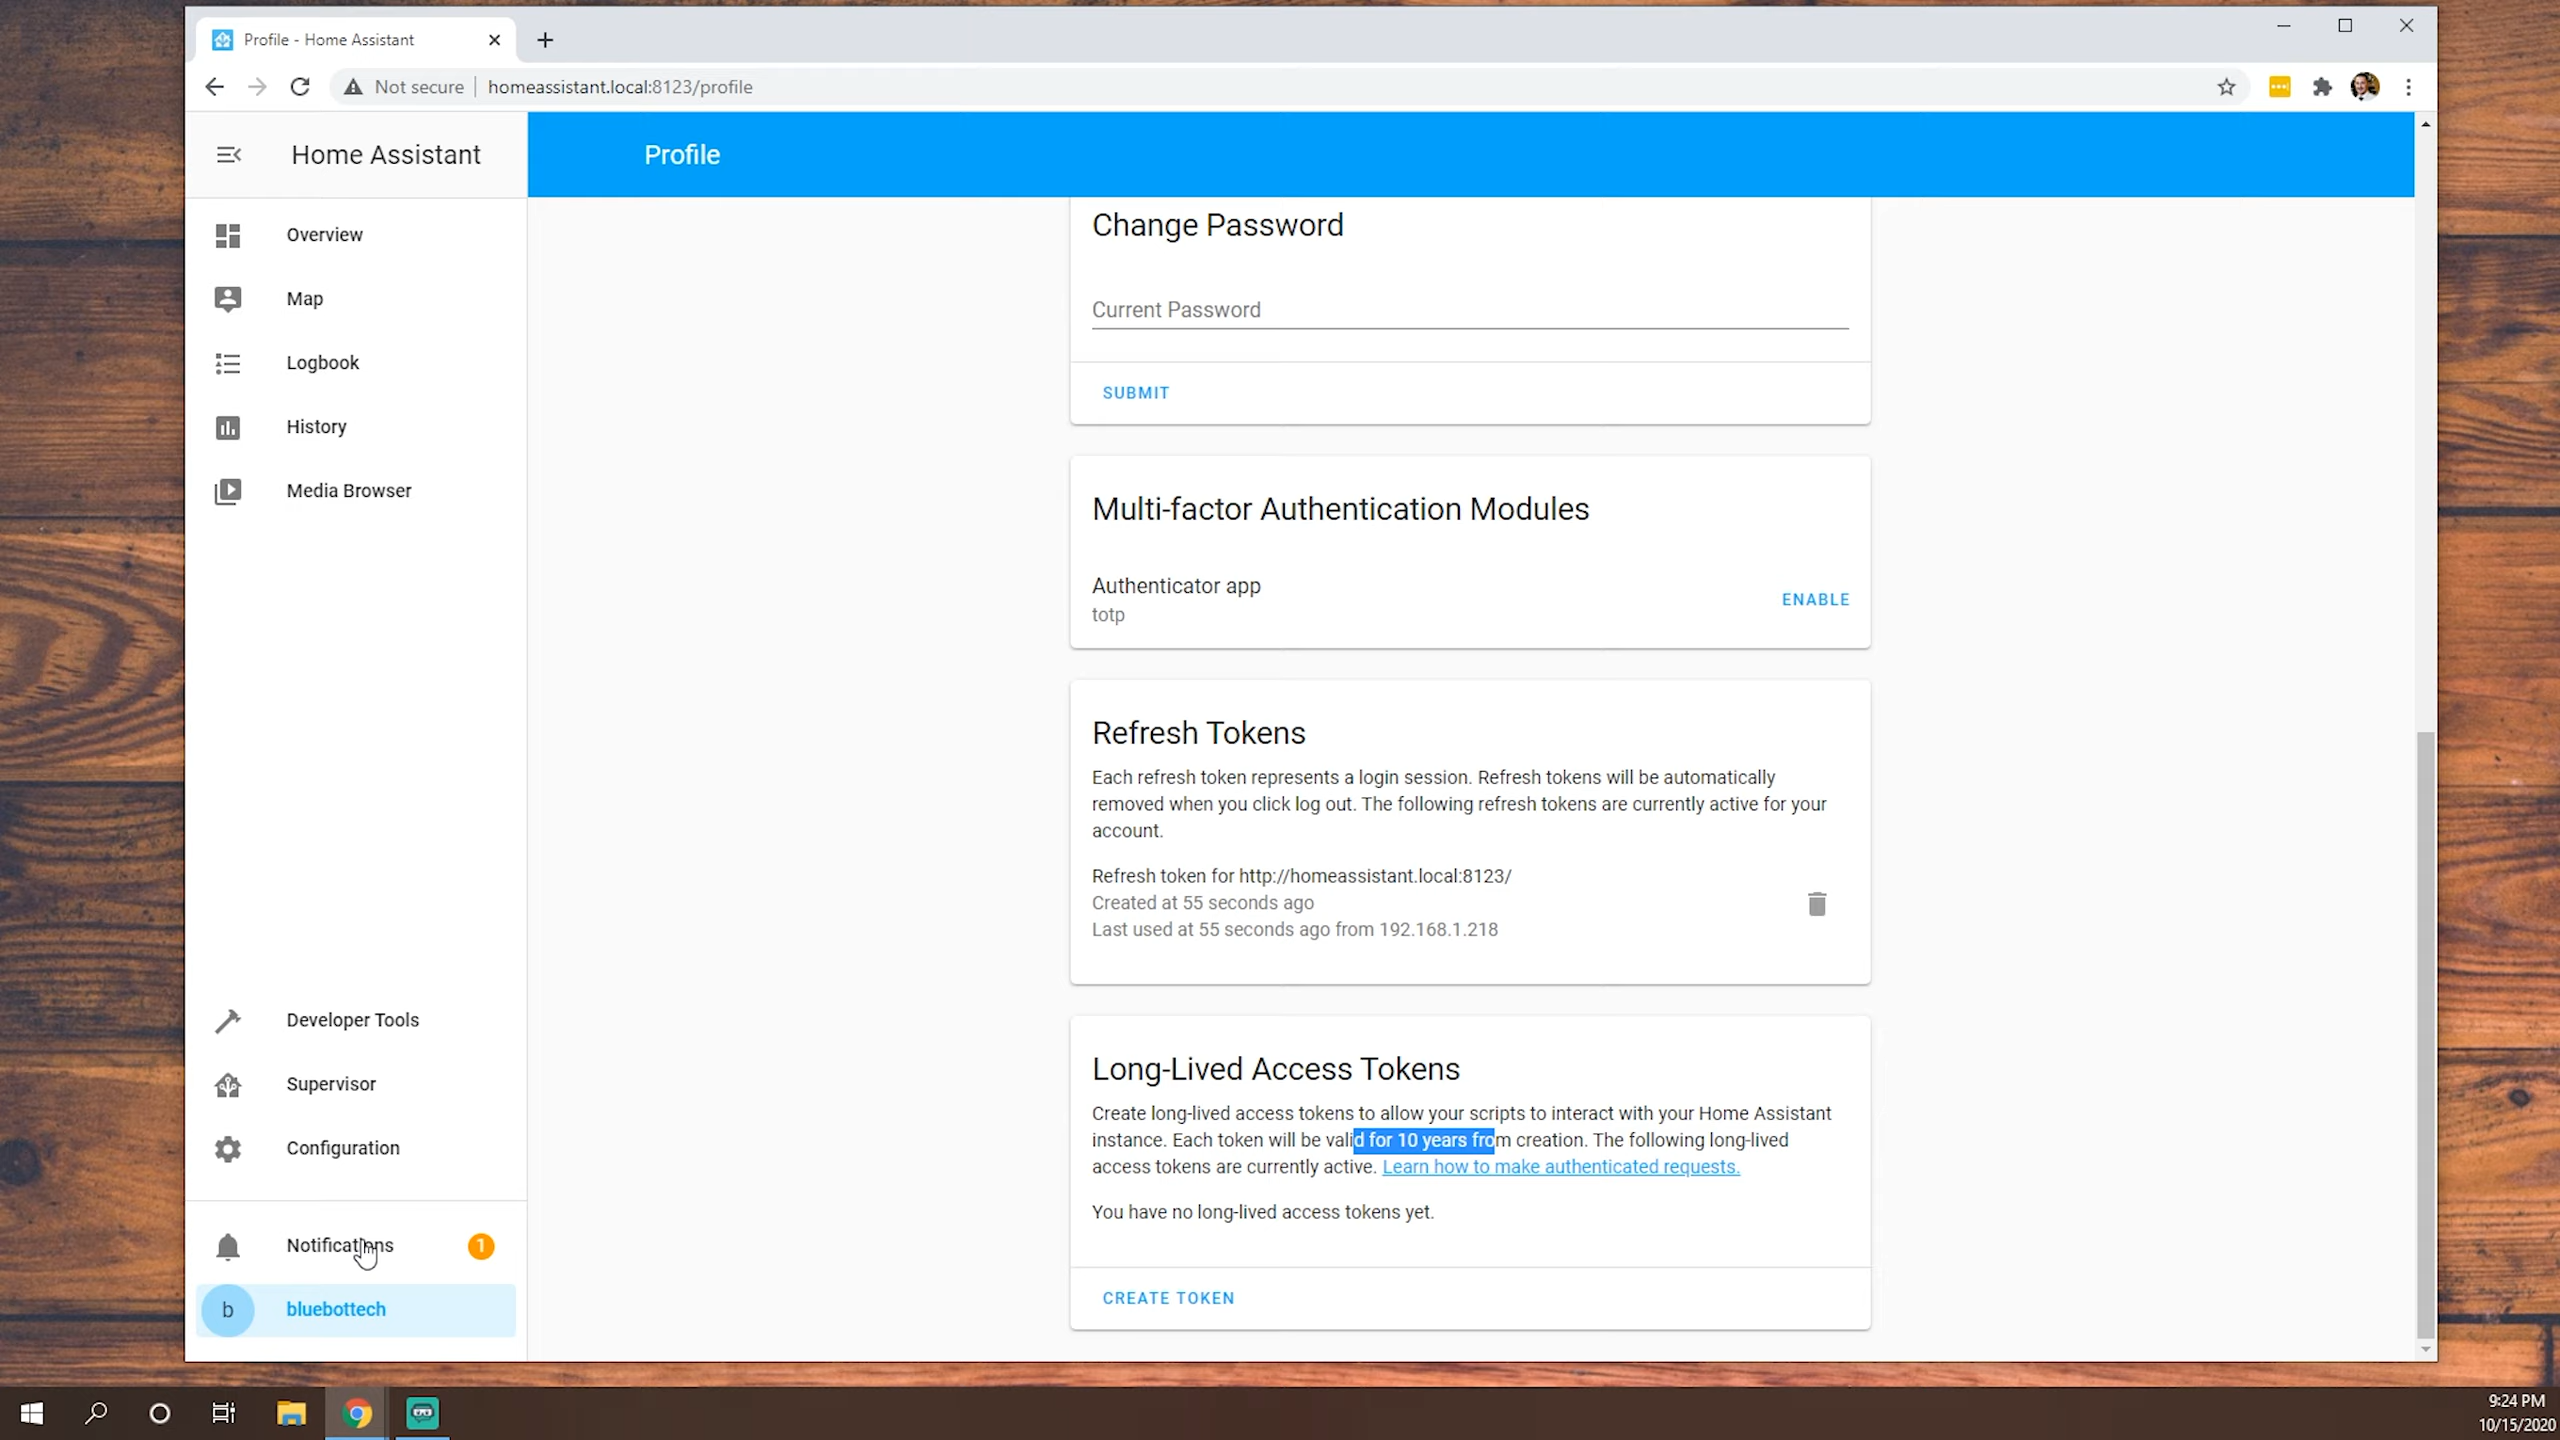 Profile - Home Assistant
Not secure
homeassistant.local:8123/profile
Home Assistant
Profile
Overview
Map
Logbook
History
Media Browser
Developer Tools
Supervisor
Configuration
Notifications
1
b
bluebottech
Change Password
Current Password
SUBMIT
Multi-factor Authentication Modules
Authenticator app
totp
ENABLE
Refresh Tokens
Each refresh token represents a login session. Refresh tokens will be automatically
removed when you click log out. The following refresh tokens are currently active for your
account.
Refresh token for http://homeassistant.local:8123/
Created at 55 seconds ago
Last used at 55 seconds ago from 192.168.1.218
Long-Lived Access Tokens
Create long-lived access tokens to allow your scripts to interact with your Home Assistant
instance. Each token will be valid for 10 years from creation. The following long-lived
access tokens are currently active. Learn how to make authenticated requests.
You have no long-lived access tokens yet.
CREATE TOKEN
9:24 PM
10/15/2020